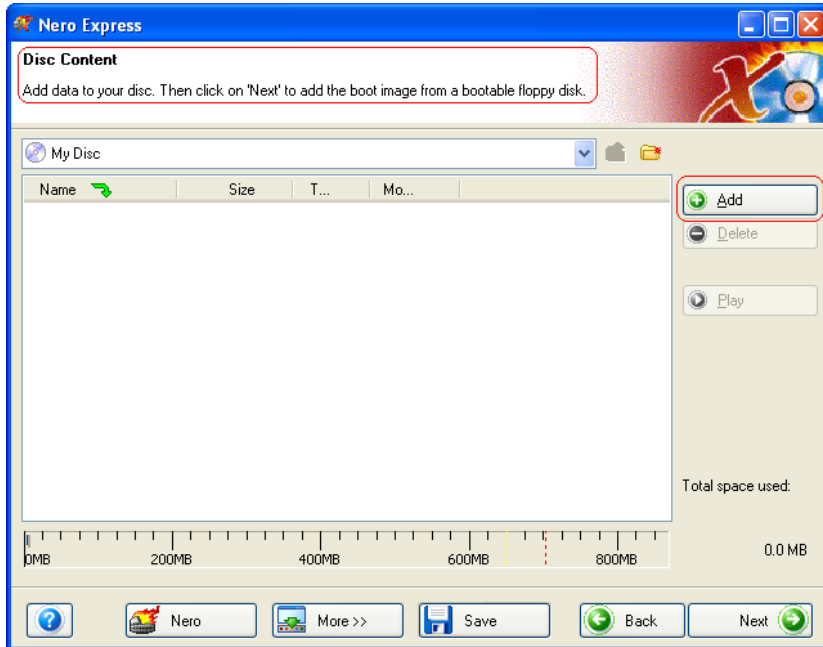 Nero Express
Disc Content
Add data to your disc. Then click on 'Next' to add the boot image from a bootable floppy disk.
My Disc
Name Size T... Mo...
Add
Delete
Play
Total space used:
0MB 200MB 400MB 600MB 800MB
0.0 MB
Nero More >> Save Back Next